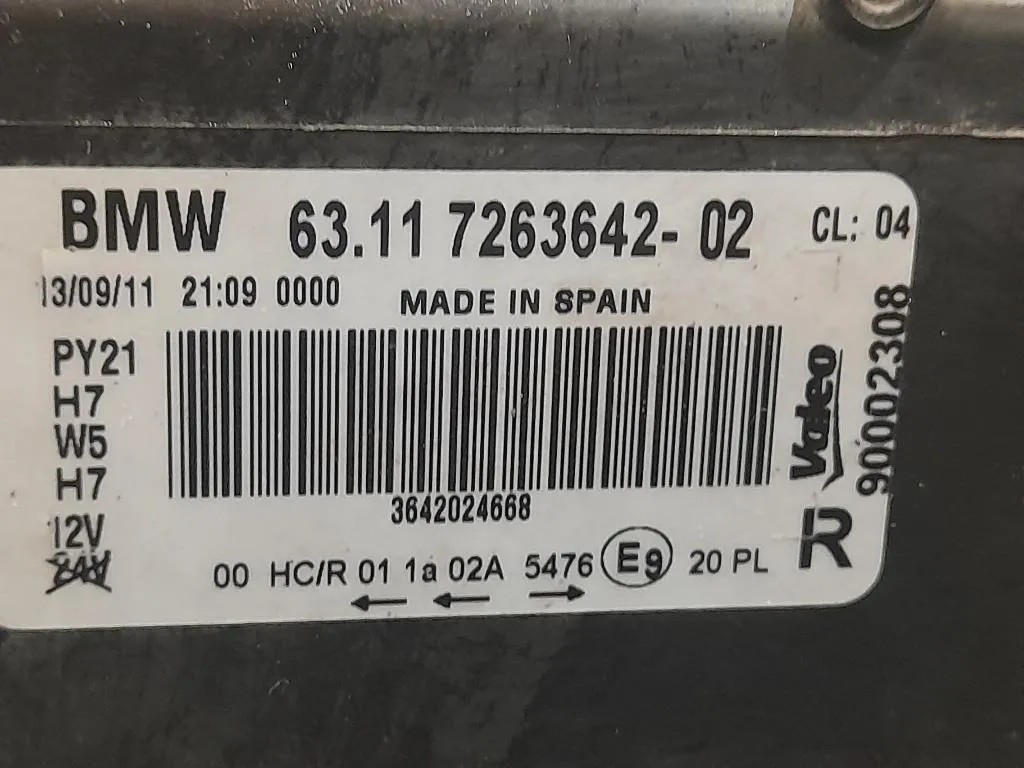 BMW 63.11 7263642-02 CL: 04
13/09/11 21:09 0000 MADE IN SPAIN
PY21
H7
W5
H7
12V
3642024668
00 HC/R 01 1a 02A 5476 E9 20 PL
Valeo
90002308
R